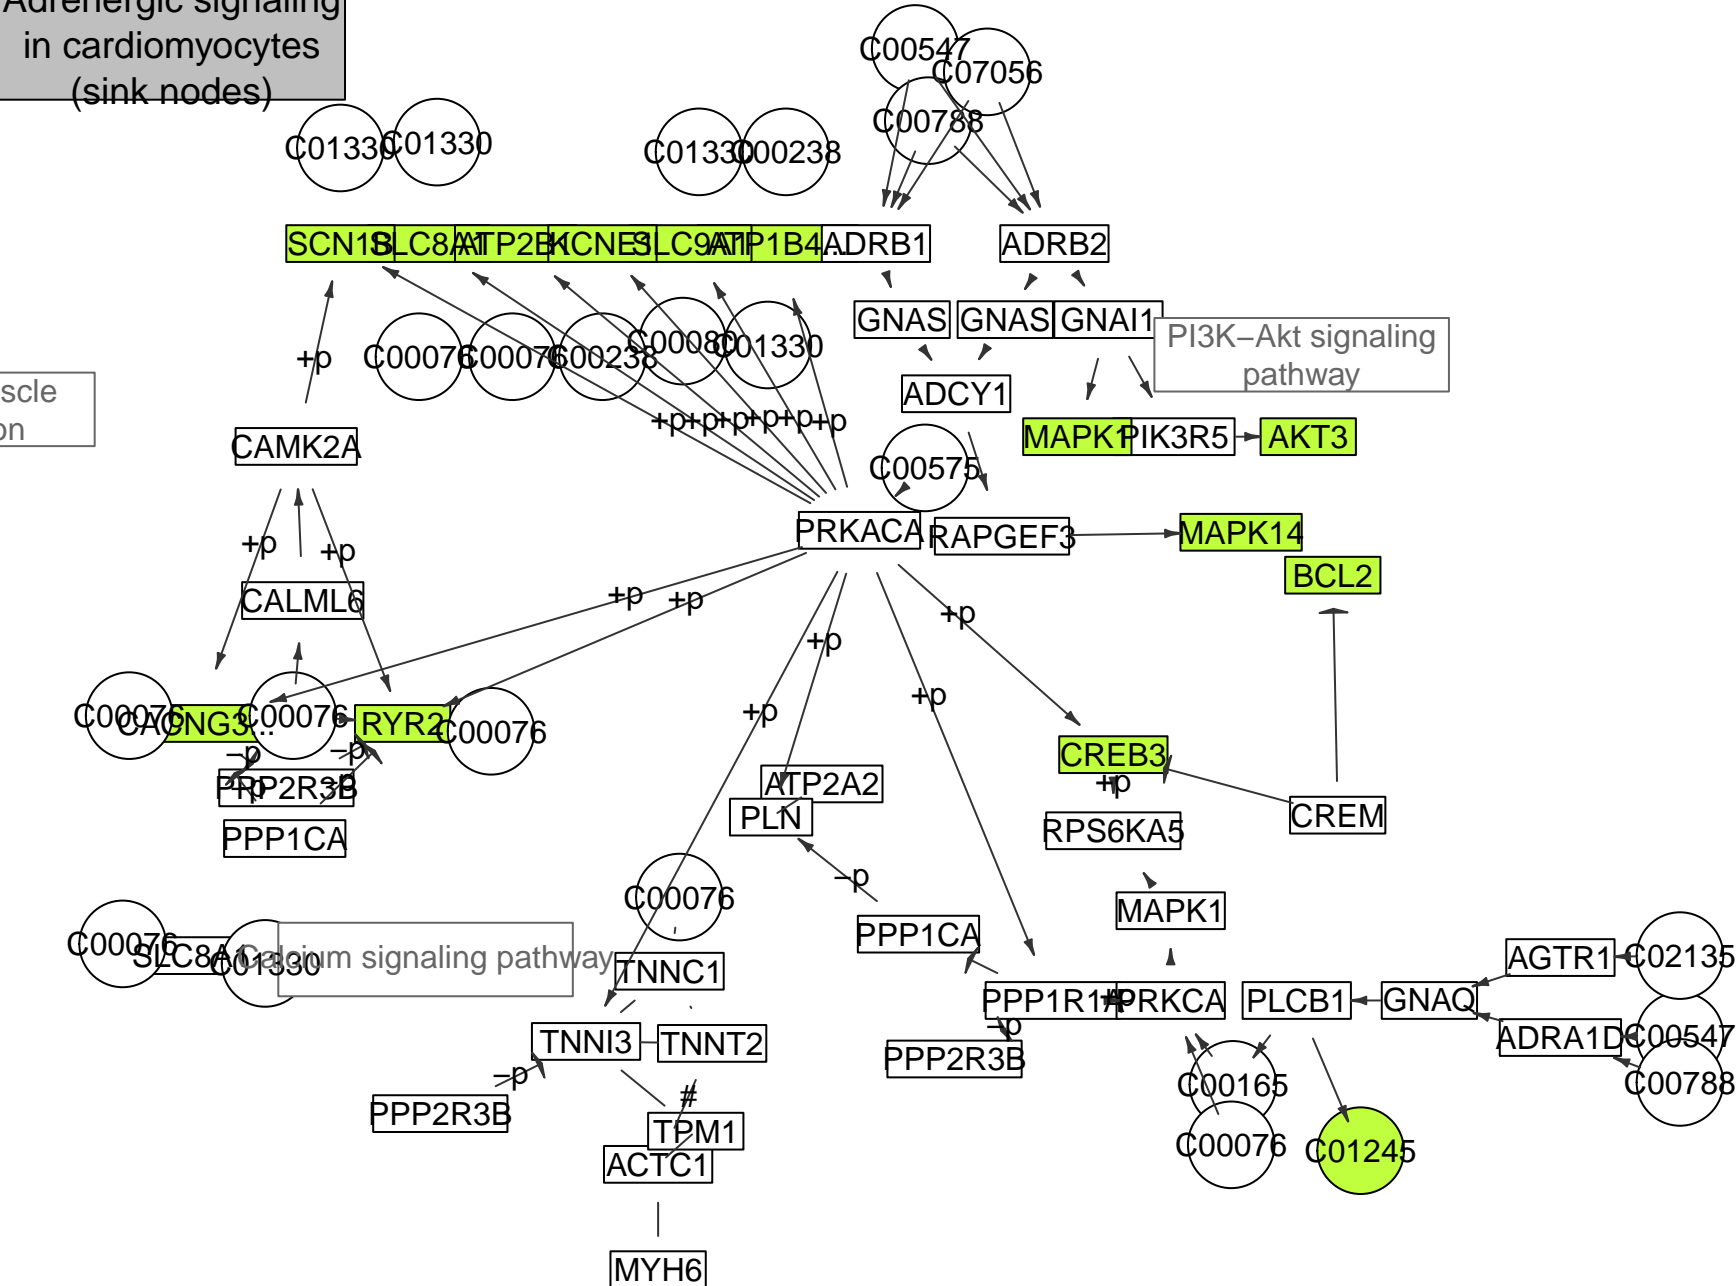 Adrenergic signaling
in cardiomyocytes
(sink nodes)
C00547
C07056
C00788
C01330
C01330
C01330
C00238
SCN1B
SLC8A1
ATP2B1
KCNE1
SLC9A1
ATP1B4...
ADRB1
ADRB2
GNAS
GNAS
GNAI1
PI3K−Akt signaling
pathway
+p
C00076
C00076
C00238
C00080
C01330
scle
on
ADCY1
+p
+p
+p
+p
+p
+p
CAMK2A
MAPK1
PIK3R5
AKT3
C00575
PRKACA
RAPGEF3
MAPK14
+p
+p
BCL2
CALML6
+p
+p
+p
+p
+p
+p
C00076
CACNG3...
C00076
RYR2
C00076
−p
−p
CREB3
PPP2R3B
−p
−p
ATP2A2
+p
PLN
CREM
RPS6KA5
PPP1CA
−p
C00076
MAPK1
PPP1CA
C00076
SLC8A1
C01330
Calcium signaling pathway
AGTR1
C02135
TNNC1
PPP1R1A
+p
PRKCA
PLCB1
GNAQ
TNNI3
TNNT2
−p
ADRA1D
C00547
PPP2R3B
−p
C00165
C00788
#
PPP2R3B
TPM1
C00076
C01245
ACTC1
MYH6